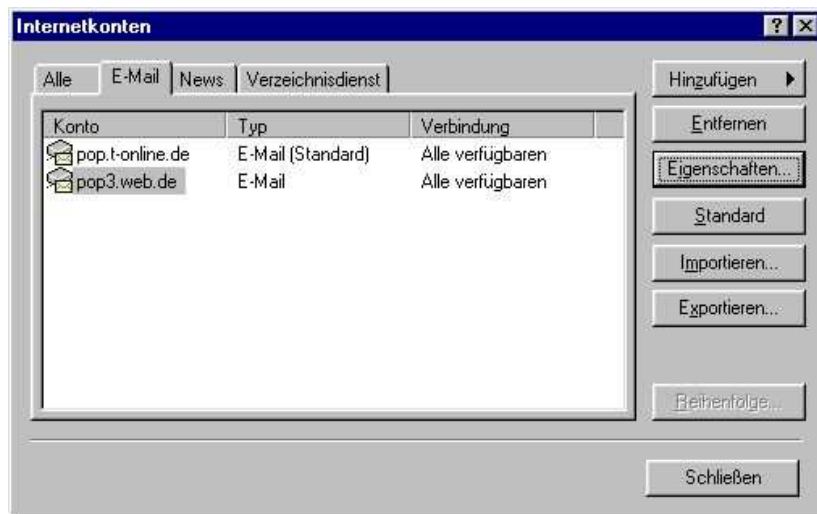 Internetkonten
Alle E-Mail News Verzeichnisdienst
Konto Typ Verbindung
pop.t-online.de E-Mail (Standard) Alle verfügbaren
pop3.web.de E-Mail Alle verfügbaren
Hinzufügen
Entfernen
Eigenschaften...
Standard
Importieren...
Exportieren...
Reihenfolge...
Schließen